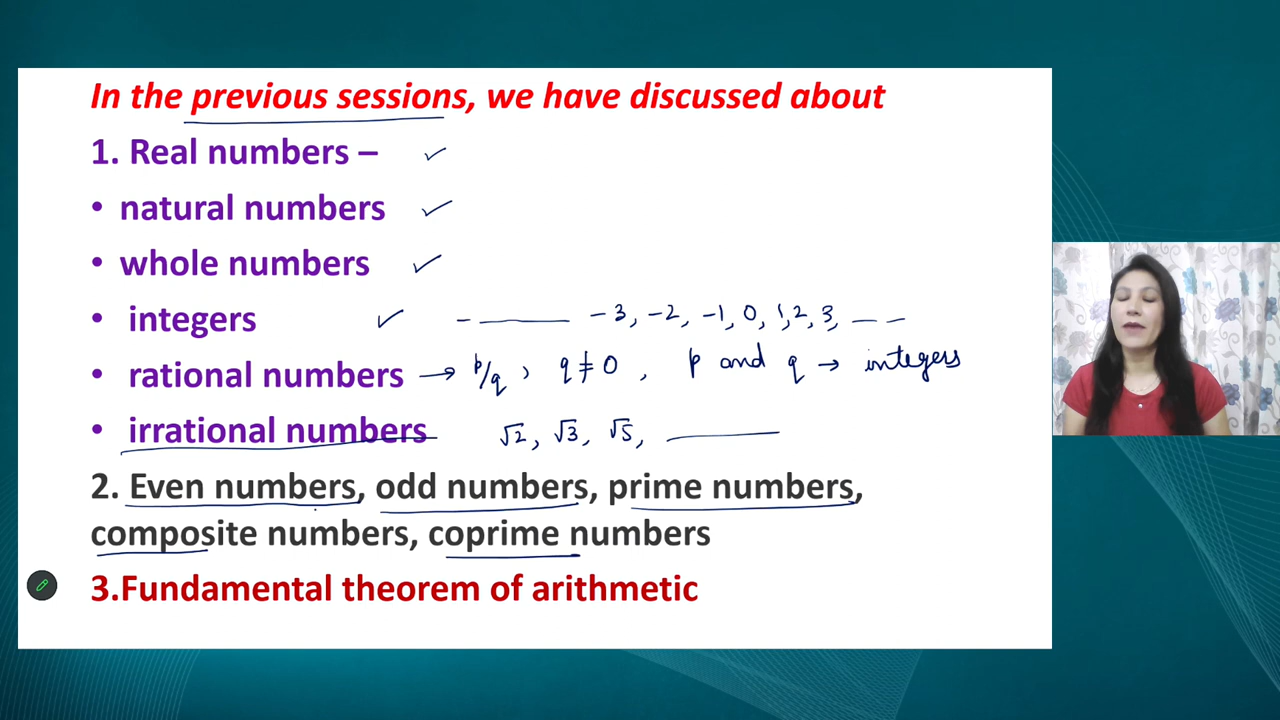 In the previous sessions, we have discussed about
1. Real numbers – ✓
• natural numbers ✓
• whole numbers ✓
• integers ✓ - ——— -3, -2, -1, 0, 1, 2, 3, — —
• rational numbers → p/q, q ≠ 0, p and q → integers
• irrational numbers √2, √3, √5, ———
2. Even numbers, odd numbers, prime numbers,
composite numbers, coprime numbers
3.Fundamental theorem of arithmetic